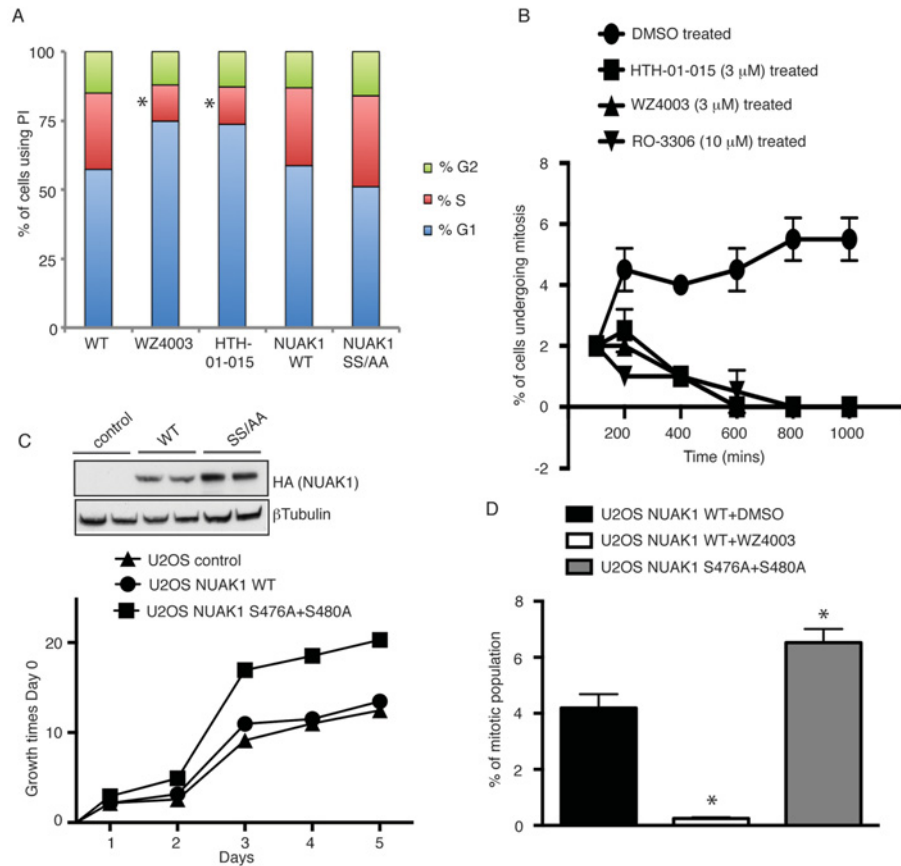 A
100
75
50
25
0
% of cells using PI
*
*
WT
WZ4003
HTH-
01-015
NUAK1
WT
NUAK1
SS/AA
% G2
% S
% G1
B
DMSO treated
HTH-01-015 (3 μM) treated
WZ4003 (3 μM) treated
RO-3306 (10 μM) treated
8
6
4
2
0
-2
% of cells undergoing mitosis
200 400 600 800 1000
Time (mins)
C
control WT SS/AA
HA (NUAK1)
βTubulin
U2OS control
U2OS NUAK1 WT
U2OS NUAK1 S476A+S480A
20
10
0
Growth times Day 0
1 2 3 4 5
Days
D
U2OS NUAK1 WT+DMSO
U2OS NUAK1 WT+WZ4003
U2OS NUAK1 S476A+S480A
8
6
4
2
0
% of mitotic population
*
*